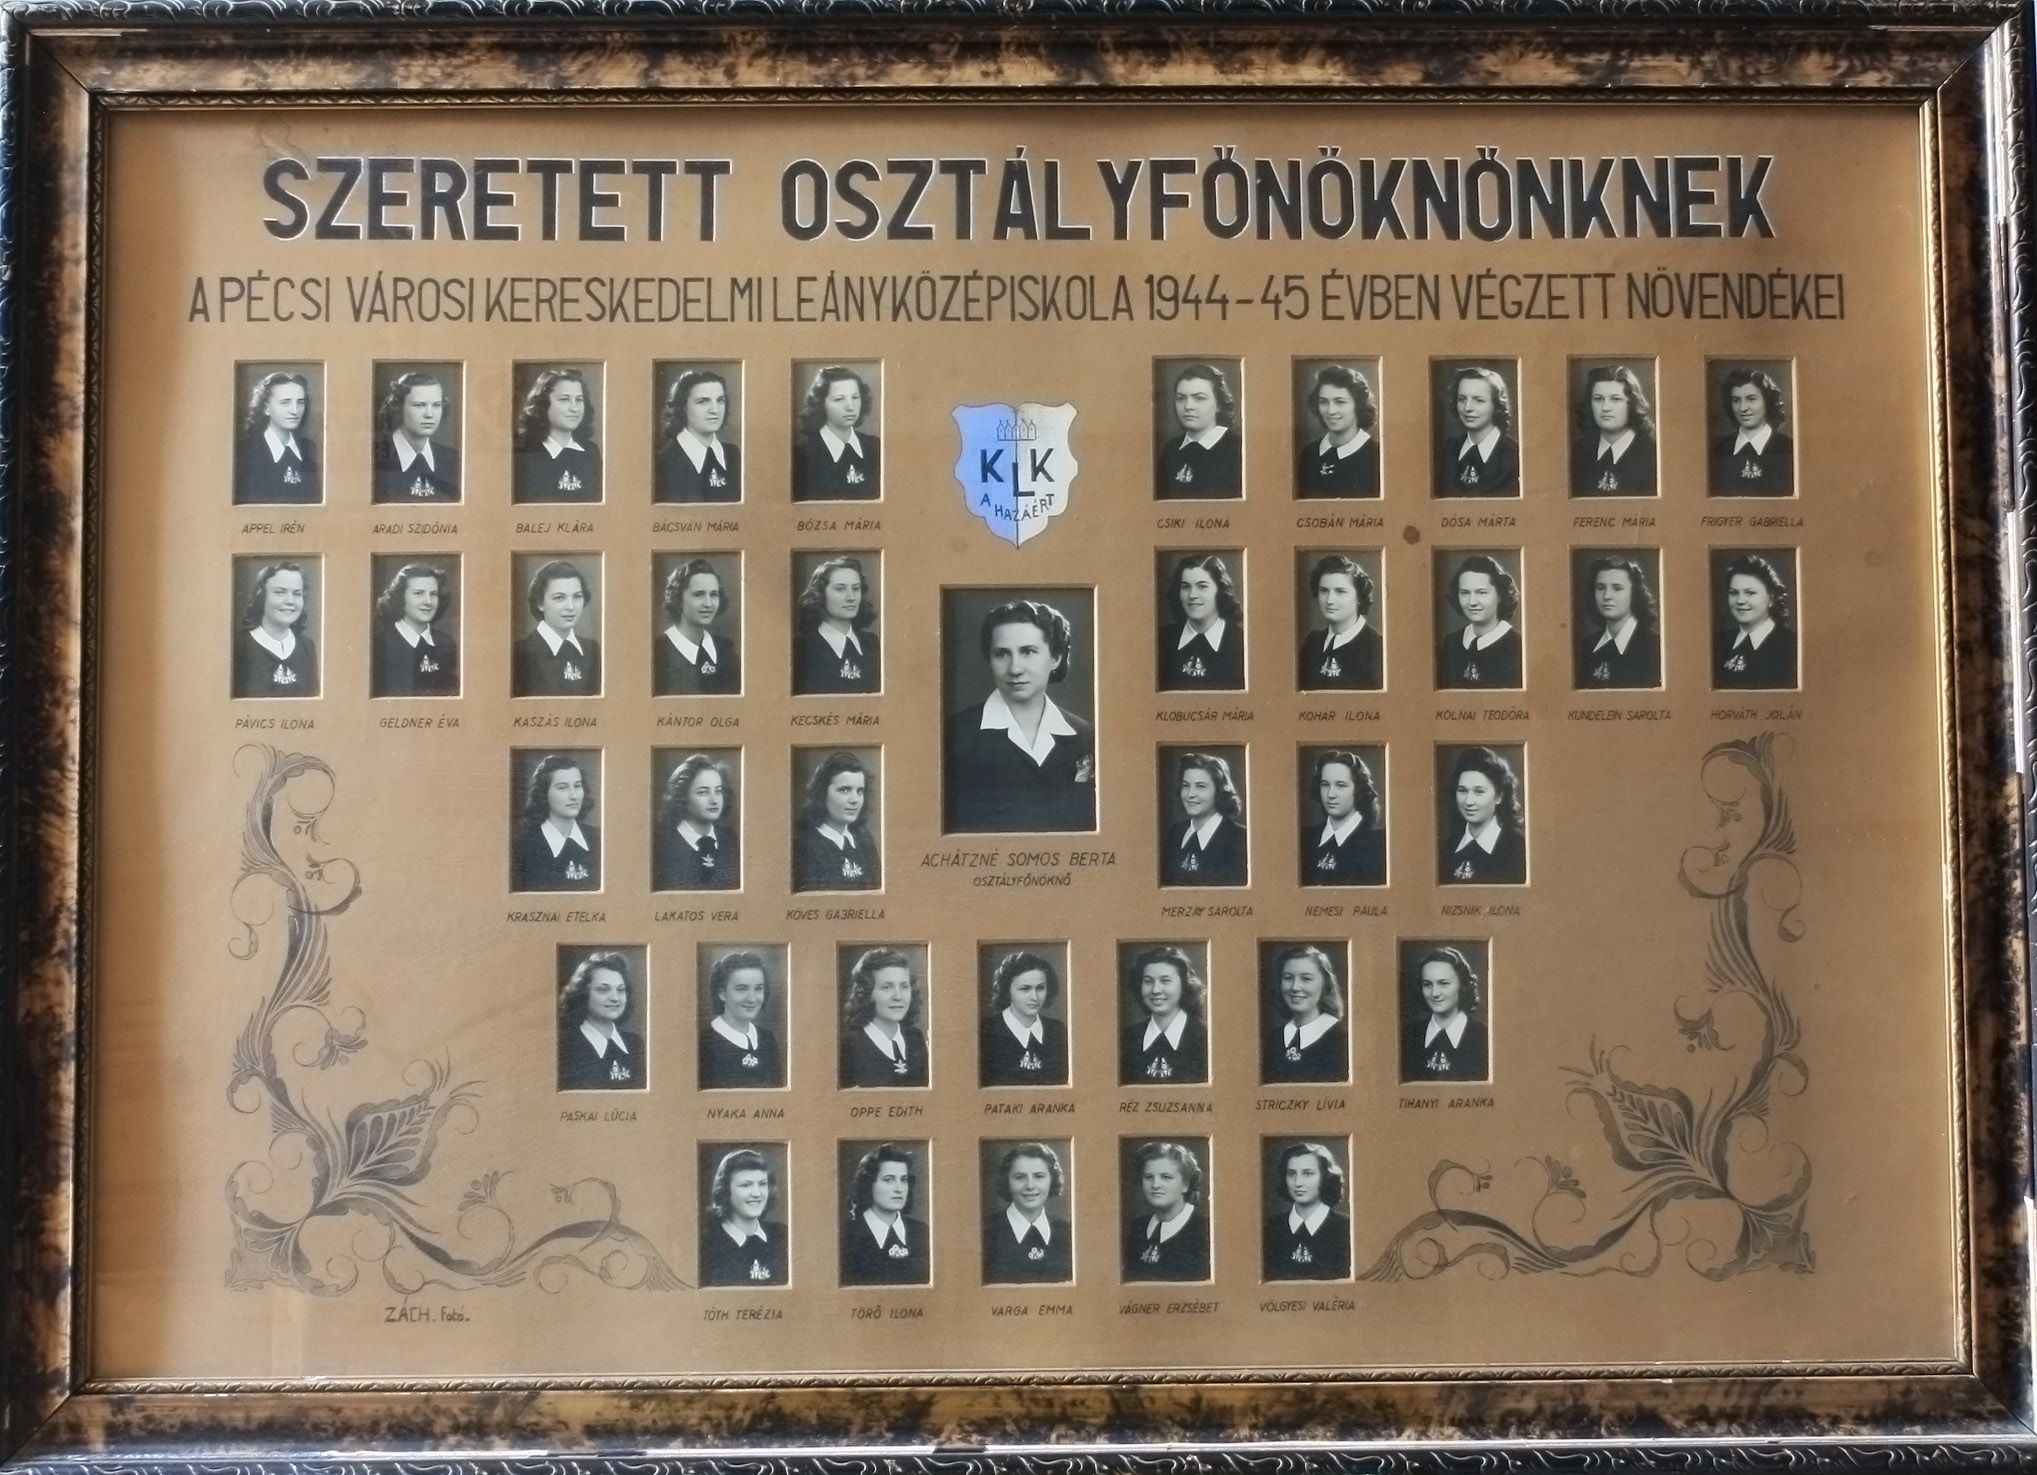 SZERETETT OSZTÁLYFŐNÖKNŐNKNEK
A PÉCSI VÁROSI KERESKEDELMI LEÁNYKÖZÉPISKOLA 1944-45 ÉVBEN VÉGZETT NÖVENDÉKEI
KLK
A HAZÁÉRT
APPEL IRÉN ARADI SZIDÓNIA BALEJ KLÁRA BÁCSVÁN MÁRIA BÓZSA MÁRIA CSIKI ILONA CSOBÁN MÁRIA DÓSA MÁRTA FERENC MÁRIA FRIGYER GABRIELLA
PÁVICS ILONA GELDNER ÉVA KASZÁS ILONA KÁNTOR OLGA KECSKÉS MÁRIA KLOBUCSÁR MÁRIA KOHÁR ILONA KOLNAI TEODÓRA KUNDELEIN SAROLTA HORVÁTH JOLÁN
ACHÁTZNÉ SOMOS BERTA
OSZTÁLYFŐNÖKNŐ
KRASZNAI ETELKA LAKATOS VERA KÖVES GABRIELLA MERZAY SAROLTA NEMESI PAULA NIZSNIK ILONA
PASKAI LÚCIA NYAKA ANNA OPPE EDITH PATAKI ARANKA RÉZ ZSUZSANNA STRICZKY LÍVIA TIHANYI ARANKA
TÓTH TERÉZIA TÖRŐ ILONA VARGA EMMA VÁGNER ERZSÉBET VÖLGYESI VALÉRIA
ZÁCH. Fotó.